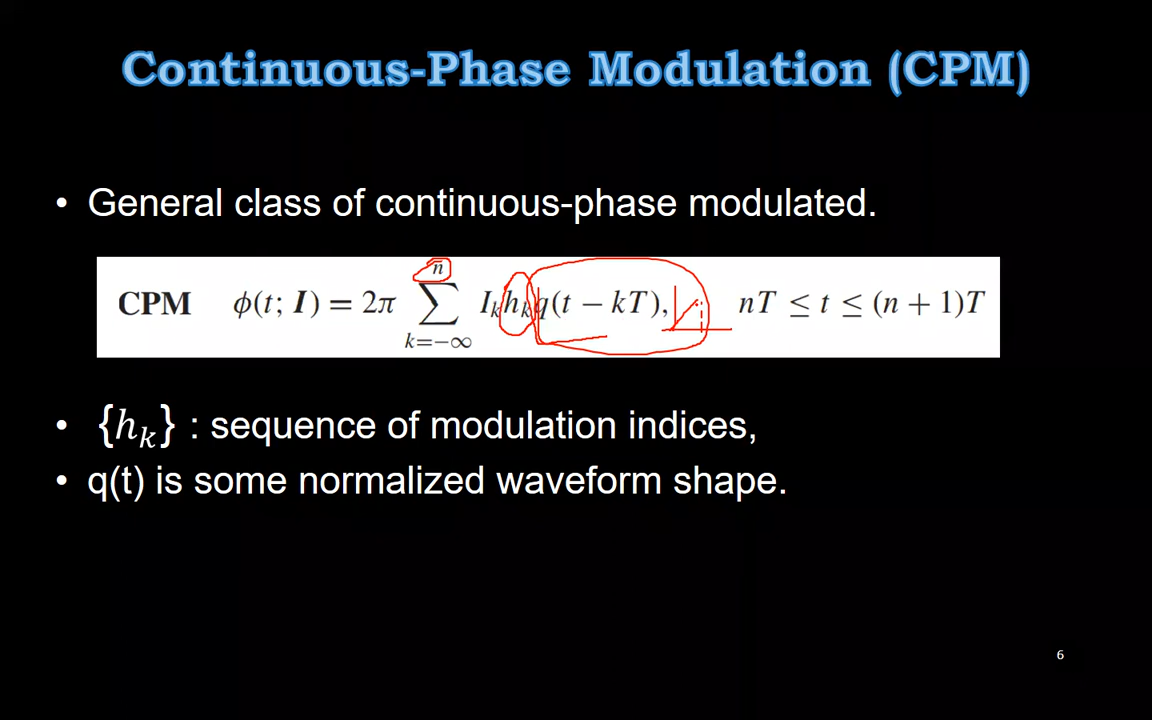 Continuous-Phase Modulation (CPM)
• General class of continuous-phase modulated.
CPM ϕ(t; I) = 2π ∑_{k=−∞}^{n} I_k h_k q(t − kT), nT ≤ t ≤ (n + 1)T
• {h_k} : sequence of modulation indices,
• q(t) is some normalized waveform shape.
6